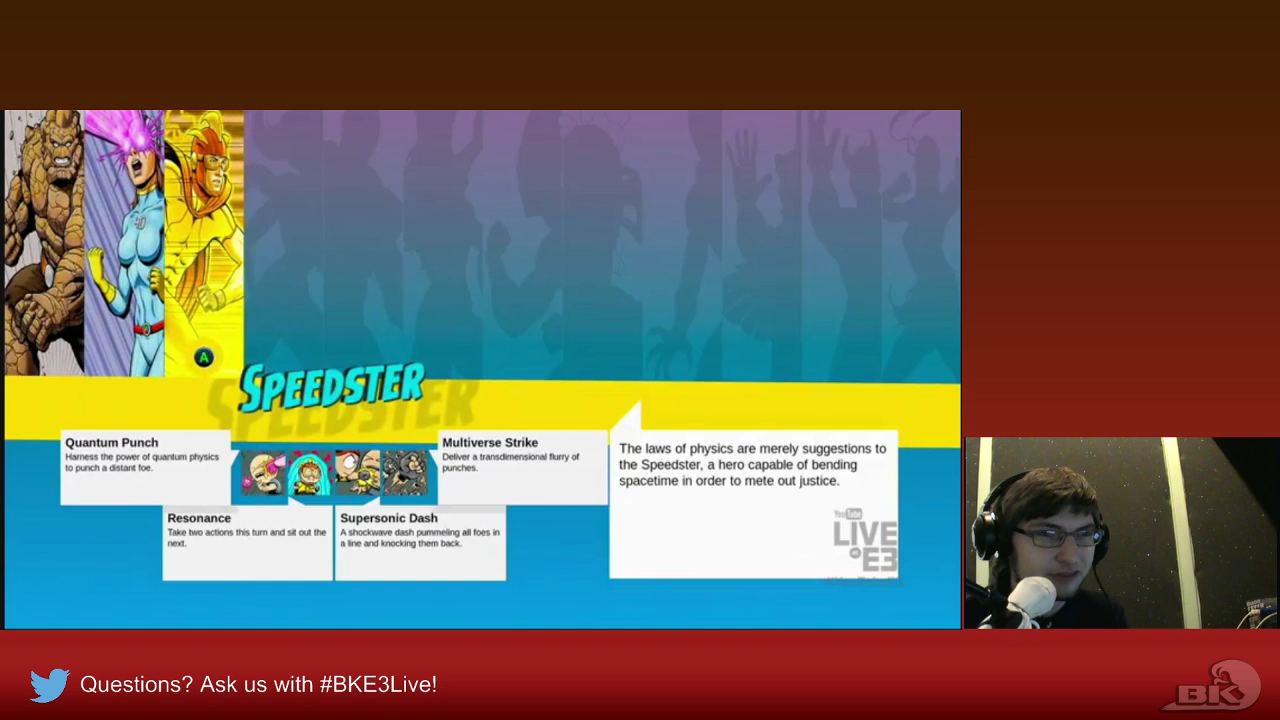 A
SPEEDSTER
Quantum Punch
Harness the power of quantum physics
to punch a distant foe.
Multiverse Strike
Deliver a transdimensional flurry of
punches.
Resonance
Take two actions this turn and sit out the
next.
Supersonic Dash
A shockwave dash pummeling all foes in
a line and knocking them back.
The laws of physics are merely suggestions to
the Speedster, a hero capable of bending
spacetime in order to mete out justice.
YouTube
LIVE
at E3
Questions? Ask us with #BKE3Live!
BK